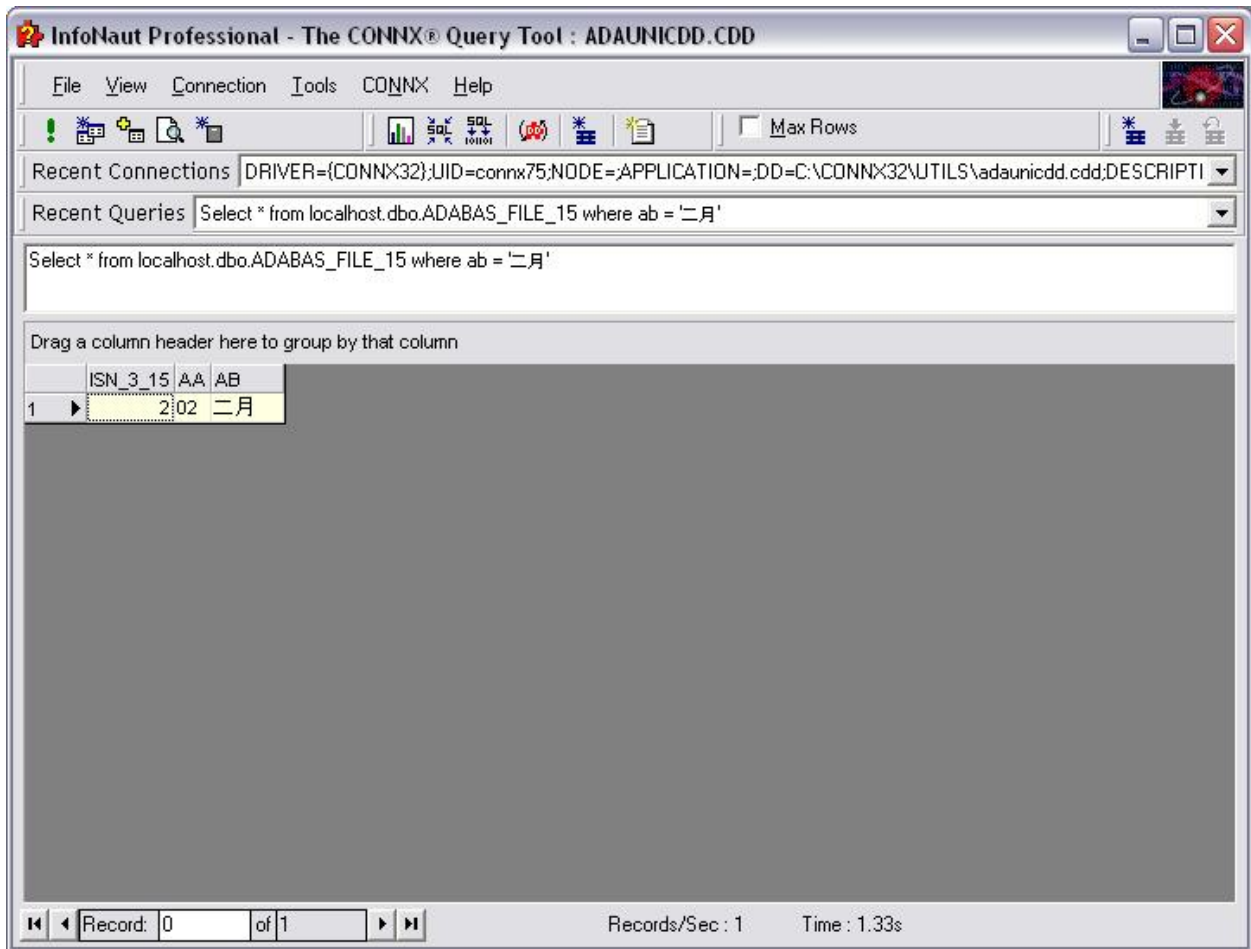 InfoNaut Professional - The CONNX® Query Tool : ADAUNICDD.CDD
File View Connection Tools CONNX Help
Max Rows
Recent Connections DRIVER={CONNX32};UID=connx75;NODE=;APPLICATION=;DD=C:\CONNX32\UTILS\adaunicdd.cdd;DESCRIPTI
Recent Queries Select * from localhost.dbo.ADABAS_FILE_15 where ab = '二月'
Select * from localhost.dbo.ADABAS_FILE_15 where ab = '二月'
Drag a column header here to group by that column
ISN_3_15 AA AB
1 2 02 二月
Record: 0 of 1 Records/Sec : 1 Time : 1.33s